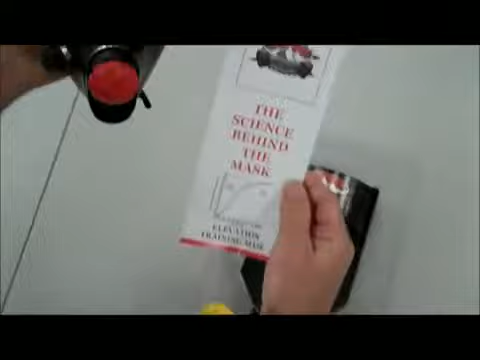 THE
SCIENCE
BEHIND
THE
MASK
ELEVATION
TRAINING MASK